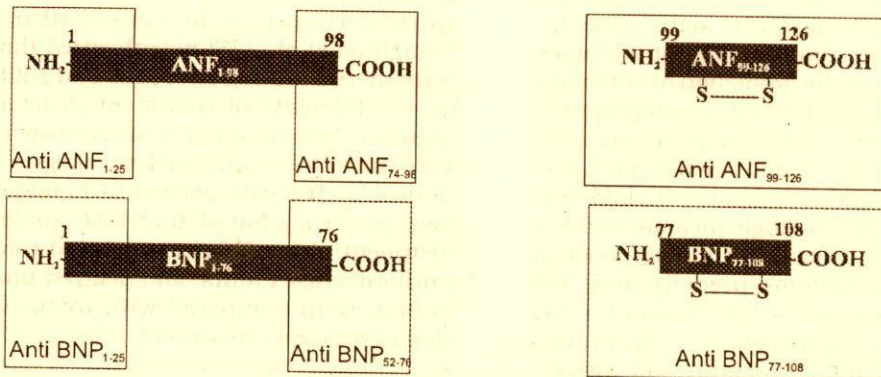 1 98 99 126
NH₂ ANF₁₋₉₈ COOH NH₂ ANF₉₉₋₁₂₆ COOH
S S
Anti ANF₁₋₂₅ Anti ANF₇₄₋₉₈ Anti ANF₉₉₋₁₂₆
1 76 77 108
NH₂ BNP₁₋₇₆ COOH NH₂ BNP₇₇₋₁₀₈ COOH
S S
Anti BNP₁₋₂₅ Anti BNP₅₂₋₇₆ Anti BNP₇₇₋₁₀₈